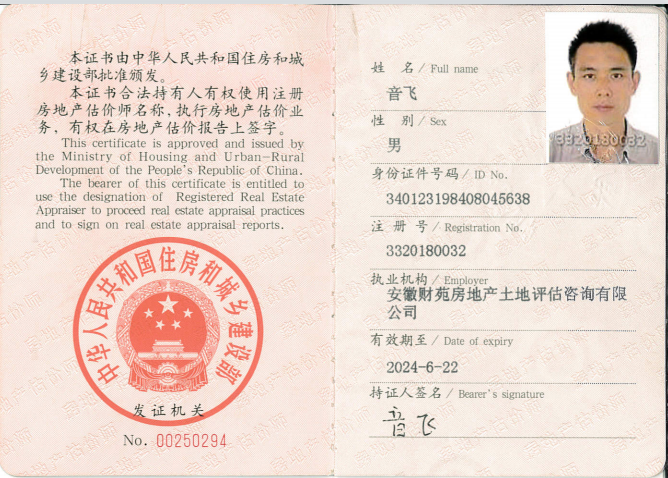 本证书由中华人民共和国住房和城
乡建设部批准颁发。
本证书合法持有人有权使用注册
房地产估价师名称，执行房地产估价业
务，有权在房地产估价报告上签字。
This certificate is approved and issued by
the Ministry of Housing and Urban-Rural
Development of the People's Republic of China.
The bearer of this certificate is entitled to
use the designation of Registered Real Estate
Appraiser to proceed real estate appraisal practices
and to sign on real estate appraisal reports.
中华人民共和国住房和城乡建设部
发证机关
No. 00250294
姓 名 / Full name
音飞
性 别 / Sex
男
身份证件号码 / ID No.
340123198408045638
注 册 号 / Registration No.
3320180032
执业机构 / Employer
安徽财苑房地产土地评估咨询有限
公司
有效期至 / Date of expiry
2024-6-22
持证人签名 / Bearer's signature
音飞
3320180032